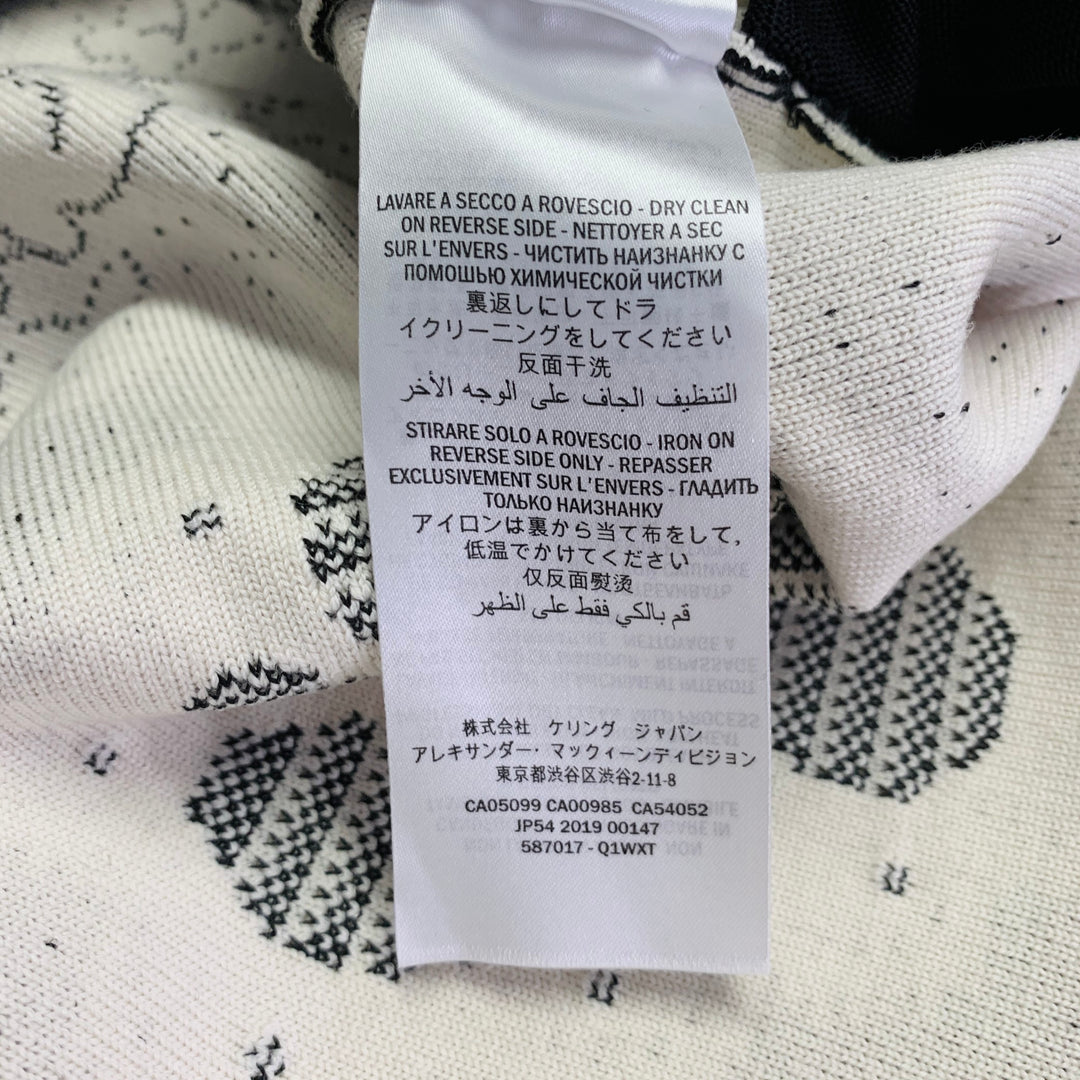 LAVARE A SECCO A ROVESCIO - DRY CLEAN
ON REVERSE SIDE - NETTOYER A SEC
SUR L'ENVERS - ЧИСТИТЬ НАИЗНАНКУ С
ПОМОШЬЮ ХИМИЧЕСКОЙ ЧИСТКИ
裏返しにしてドラ
イクリーニングをしてください
反面干洗
التنظيف الجاف على الوجه الأخر
STIRARE SOLO A ROVESCIO - IRON ON
REVERSE SIDE ONLY - REPASSER
EXCLUSIVEMENT SUR L'ENVERS - ГЛАДИТЬ
ТОЛЬКО НАИЗНАНКУ
アイロンは裏から当て布をして,
低温でかけてください
仅反面熨烫
قم بالكي فقط على الظهر
株式会社 ケリング ジャパン
アレキサンダー・マックィーンディビジョン
東京都渋谷区渋谷2-11-8
CA05099 CA00985 CA54052
JP54 2019 00147
587017 - Q1WXT